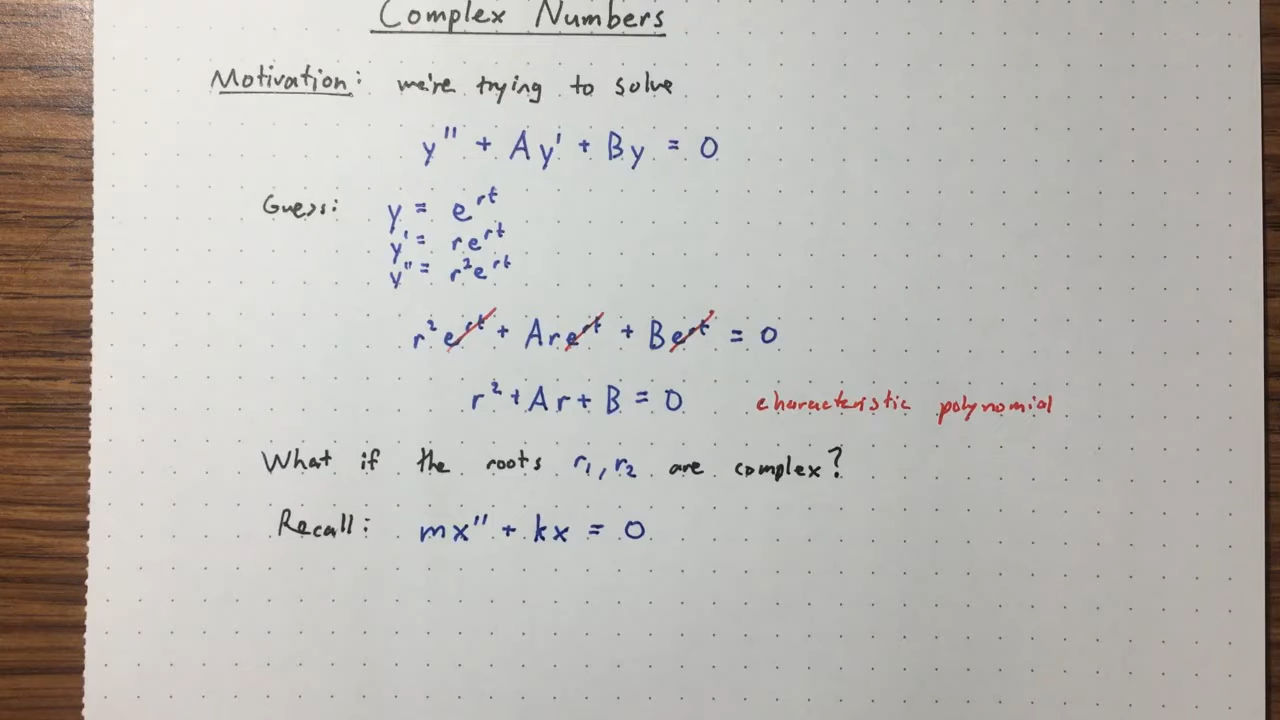 Complex Numbers
Motivation: we're trying to solve
y'' + Ay' + By = 0
Guess: y = e^{rt}
y' = re^{rt}
y'' = r²e^{rt}
r²e^{rt} + Are^{rt} + Be^{rt} = 0
r² + Ar + B = 0 characteristic polynomial
What if the roots r₁, r₂ are complex?
Recall: mx'' + kx = 0